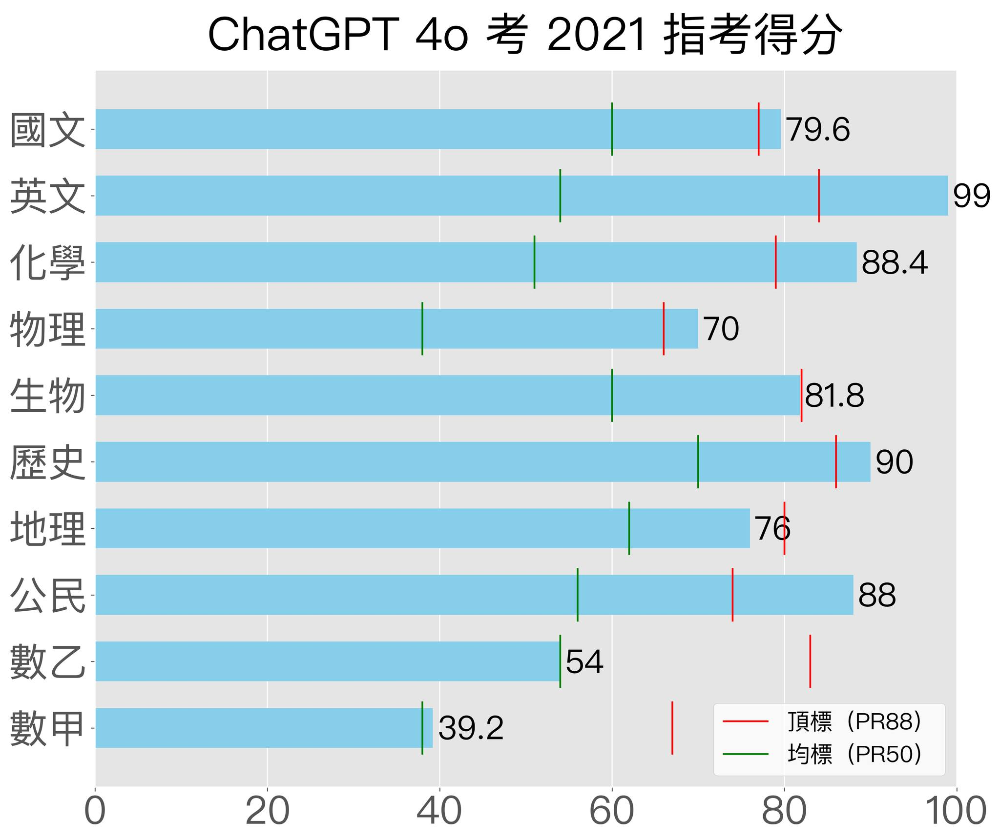 ChatGPT 4o 考 2021 指考得分
國文 79.6
英文 99
化學 88.4
物理 70
生物 81.8
歷史 90
地理 76
公民 88
數乙 54
數甲 39.2
頂標（PR88）
均標（PR50）
0 20 40 60 80 100